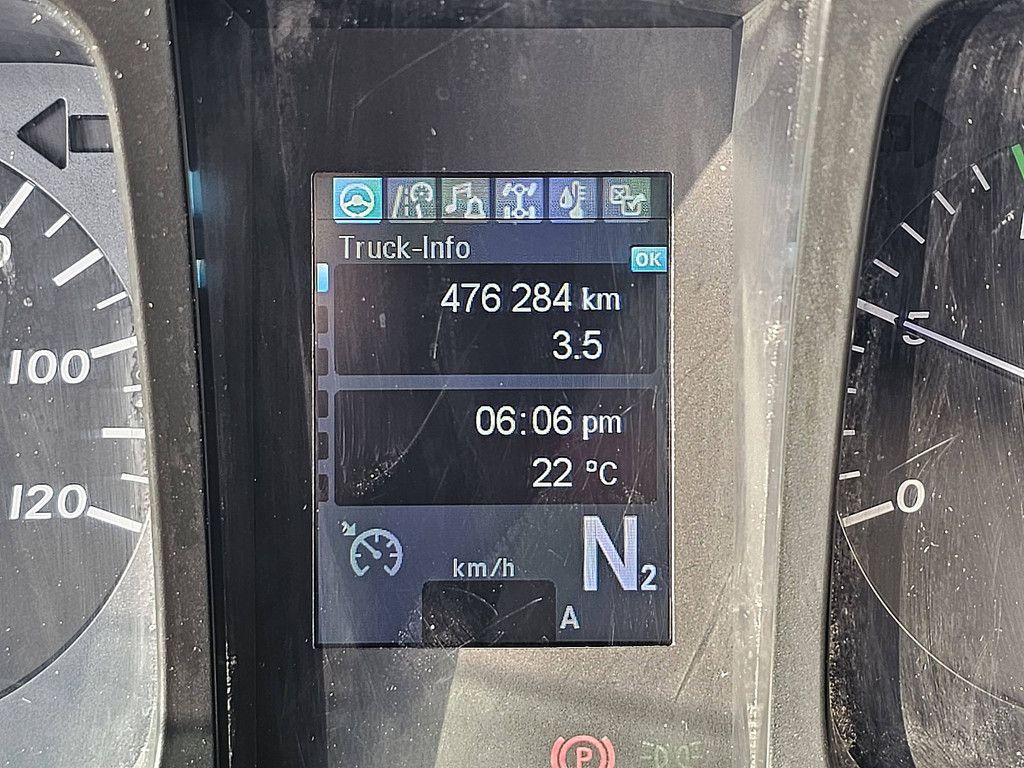 Truck-Info
OK
476 284 km
3.5
06:06 pm
22 °C
N2
km/h
A
100
120
5
0
P